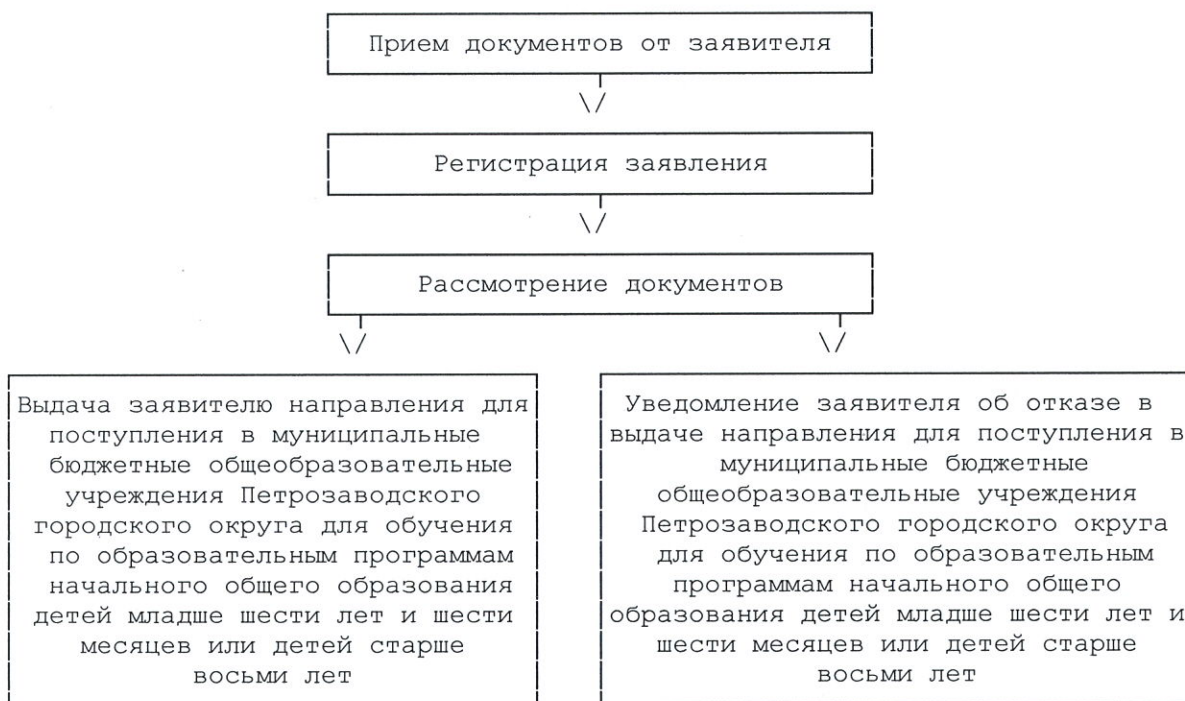 Прием документов от заявителя
\/
Регистрация заявления
\/
Рассмотрение документов
\/ \/
Выдача заявителю направления для
поступления в муниципальные
бюджетные общеобразовательные
учреждения Петрозаводского
городского округа для обучения
по образовательным программам
начального общего образования
детей младше шести лет и шести
месяцев или детей старше
восьми лет
Уведомление заявителя об отказе в
выдаче направления для поступления в
муниципальные бюджетные
общеобразовательные учреждения
Петрозаводского городского округа
для обучения по образовательным
программам начального общего
образования детей младше шести лет и
шести месяцев или детей старше
восьми лет